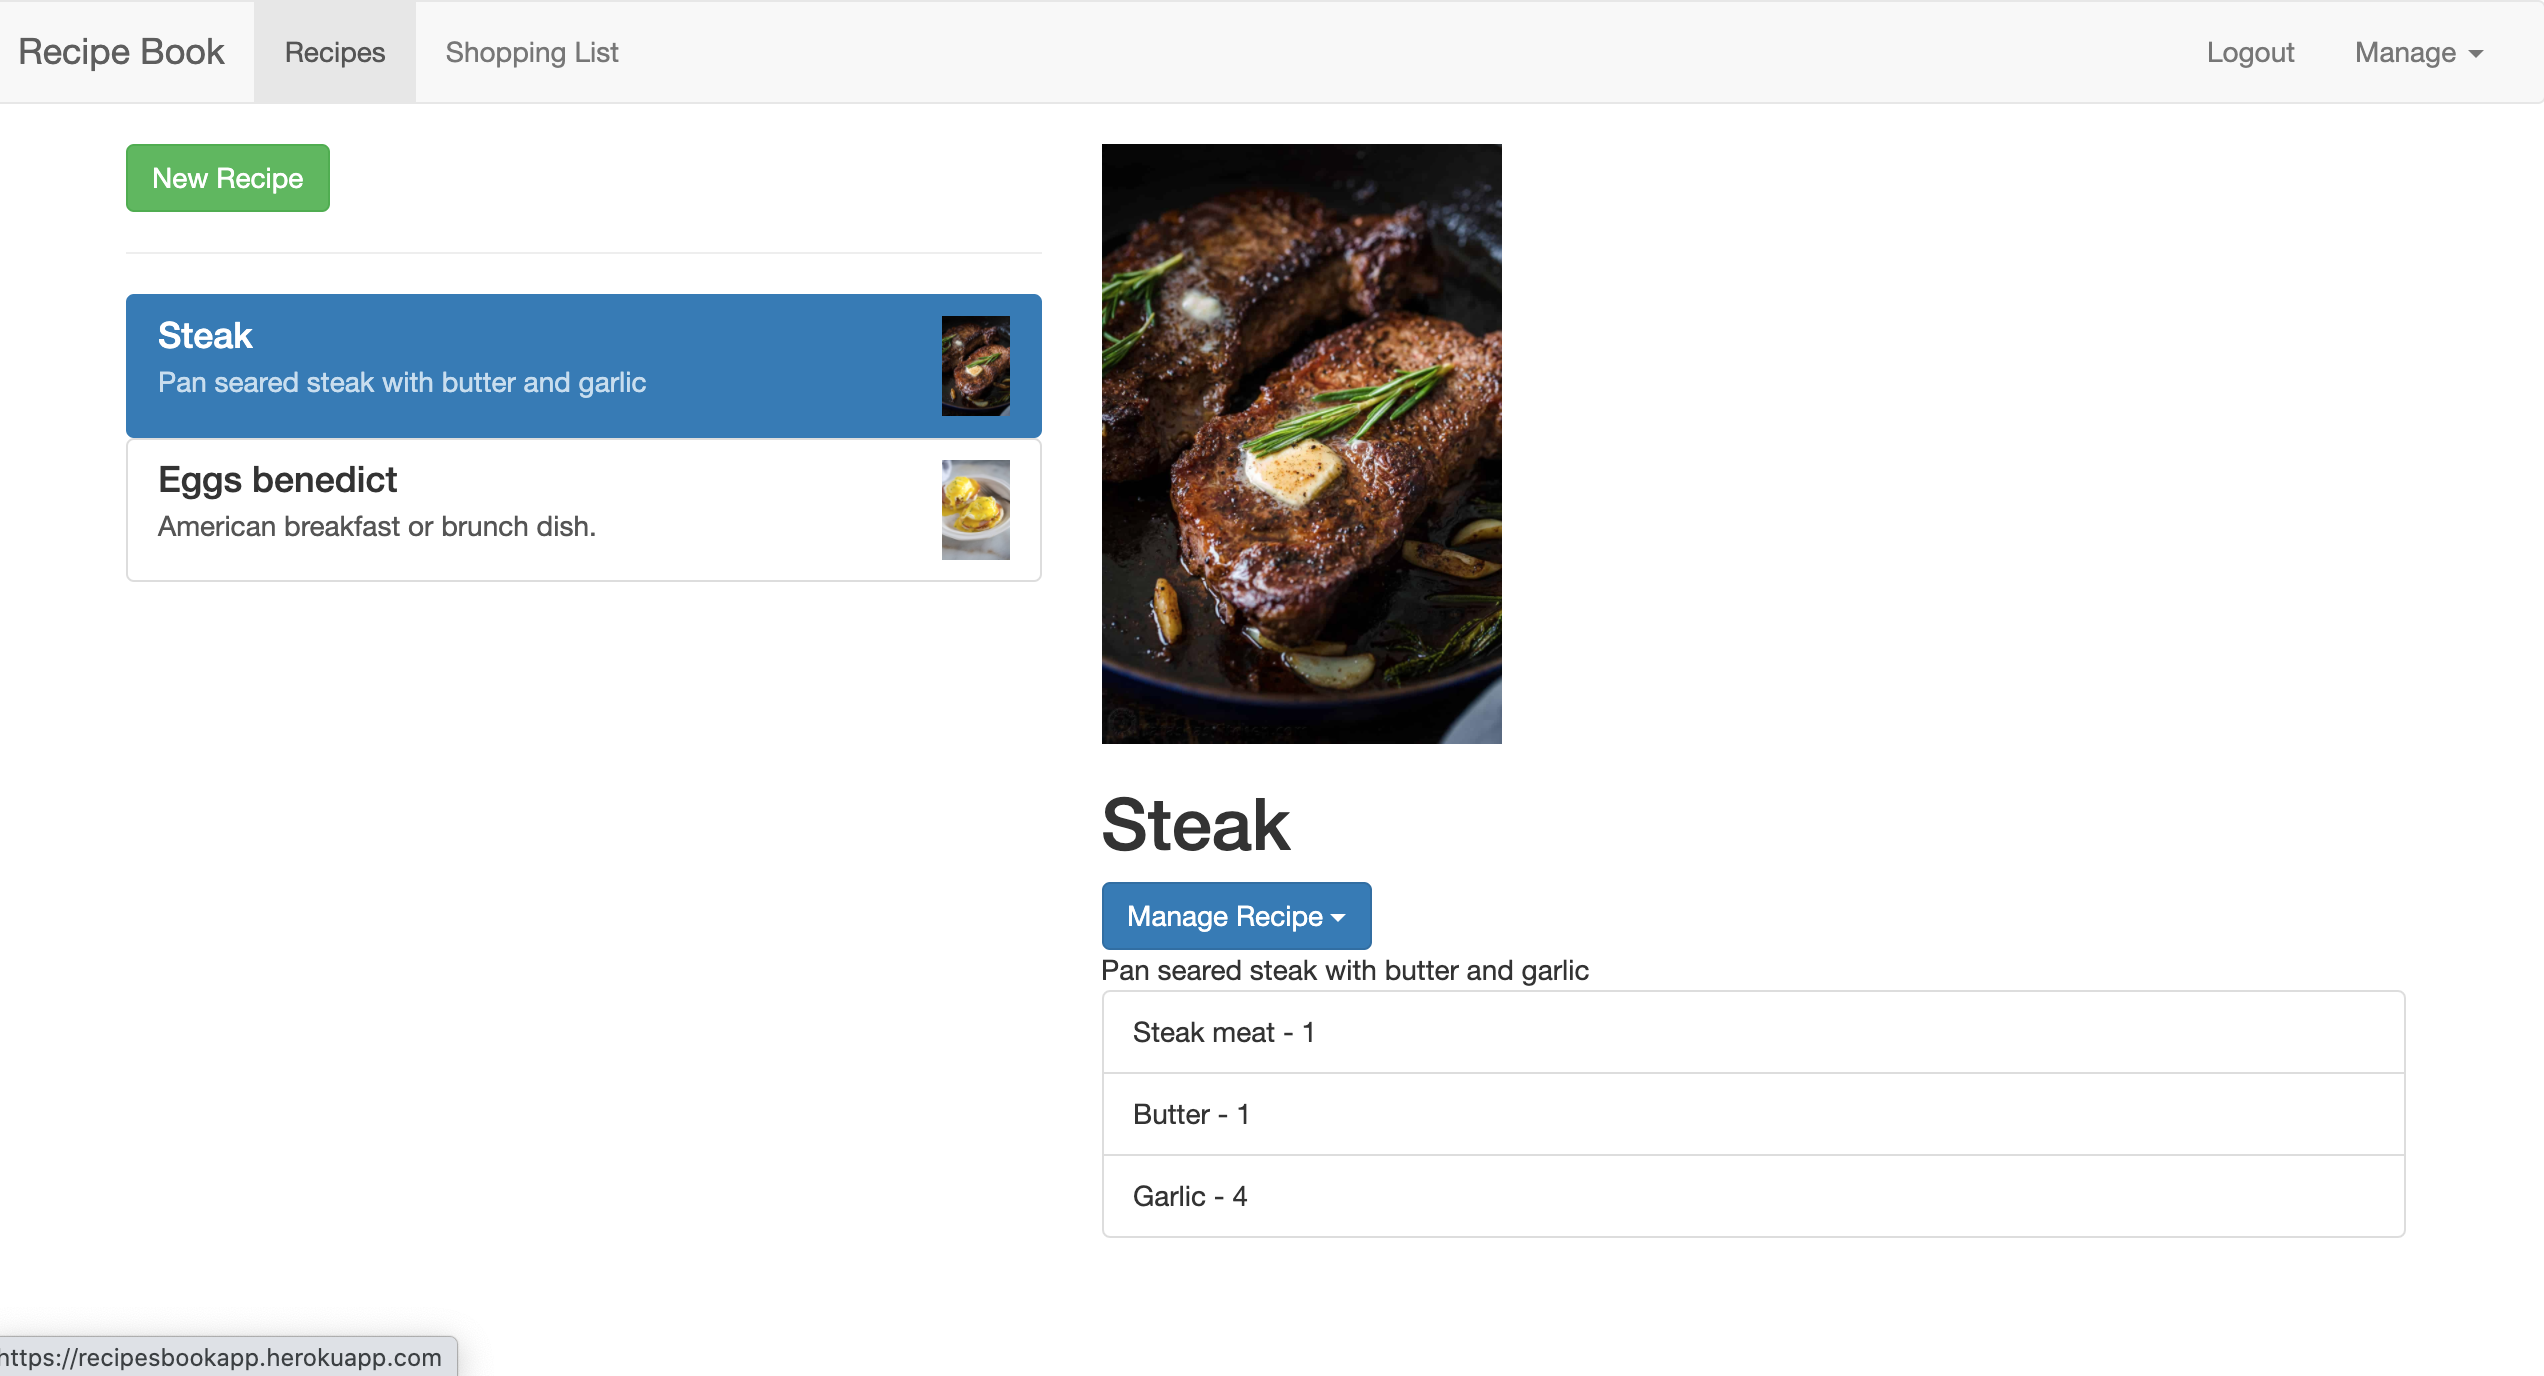 Recipe Book
Recipes
Shopping List
Logout
Manage
New Recipe
Steak
Pan seared steak with butter and garlic
Eggs benedict
American breakfast or brunch dish.
Steak
Manage Recipe
Pan seared steak with butter and garlic
Steak meat - 1
Butter - 1
Garlic - 4
https://recipesbookapp.herokuapp.com